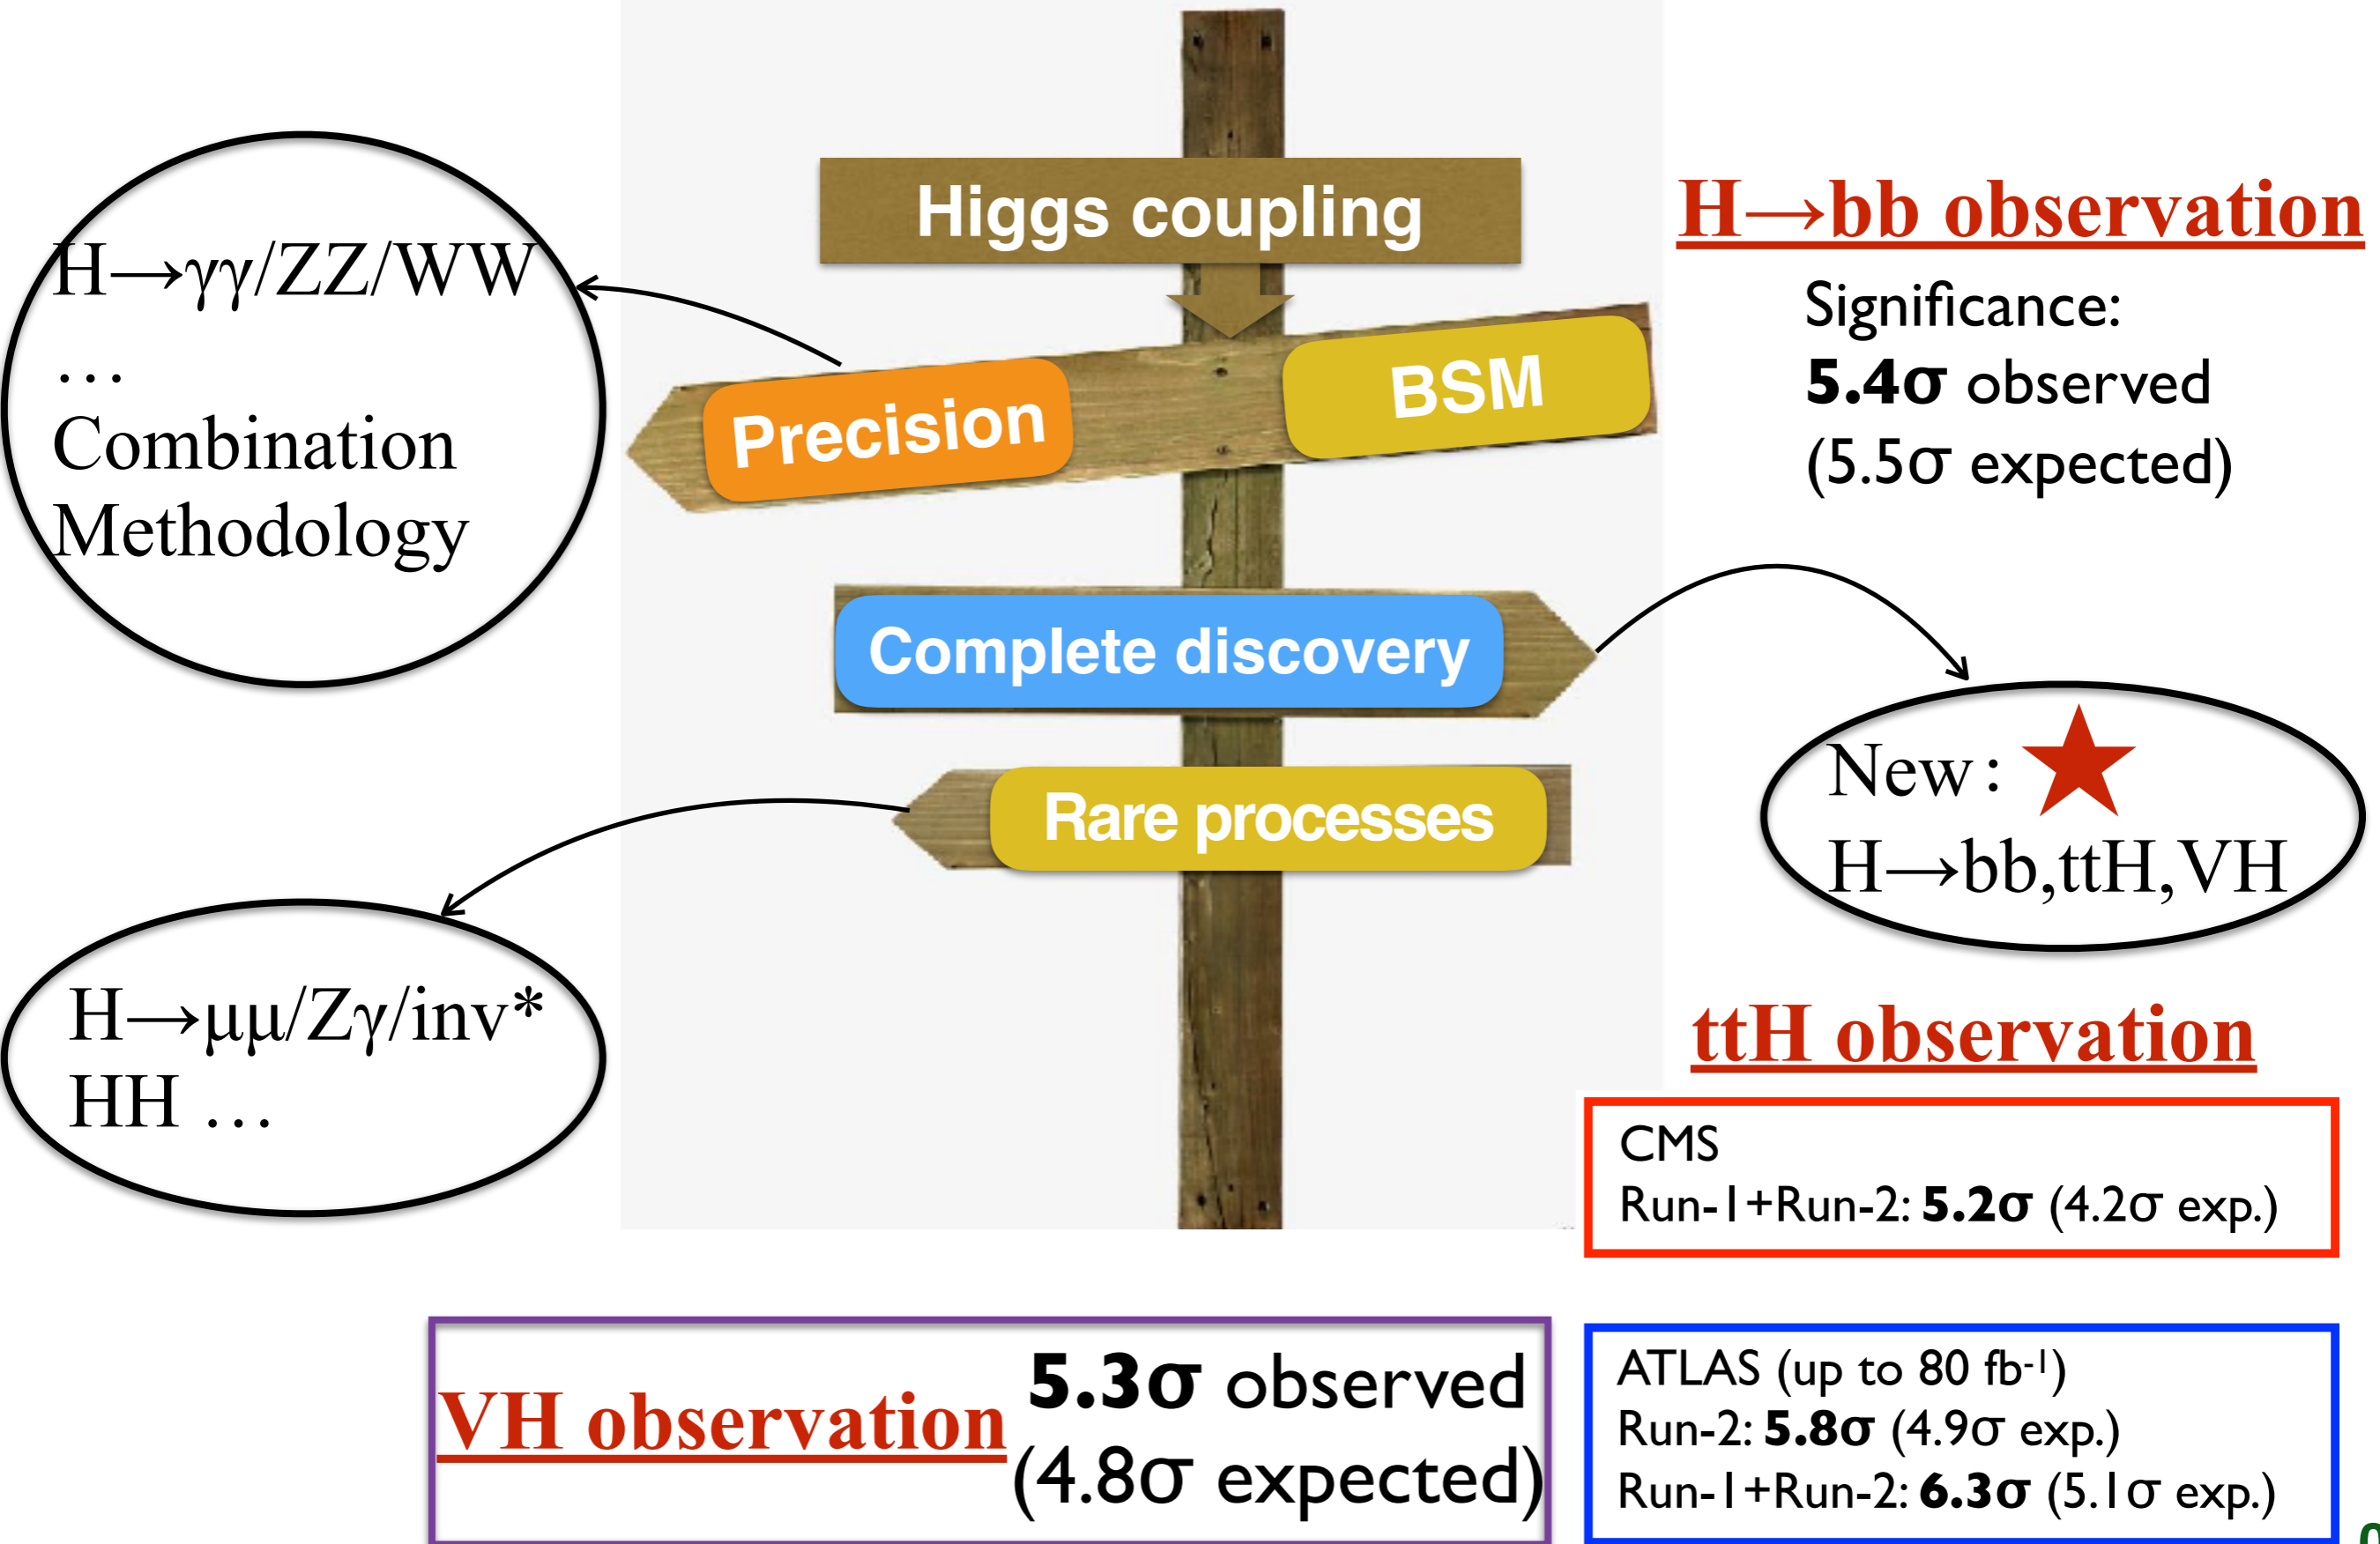 Higgs coupling
H→γγ/ZZ/WW
…
Combination
Methodology
Precision
BSM
H→bb observation
Significance:
5.4σ observed
(5.5σ expected)
Complete discovery
New:
H→bb,ttH,VH
Rare processes
H→μμ/Zγ/inv*
HH …
ttH observation
CMS
Run-1+Run-2: 5.2σ (4.2σ exp.)
VH observation
5.3σ observed
(4.8σ expected)
ATLAS (up to 80 fb⁻¹)
Run-2: 5.8σ (4.9σ exp.)
Run-1+Run-2: 6.3σ (5.1σ exp.)